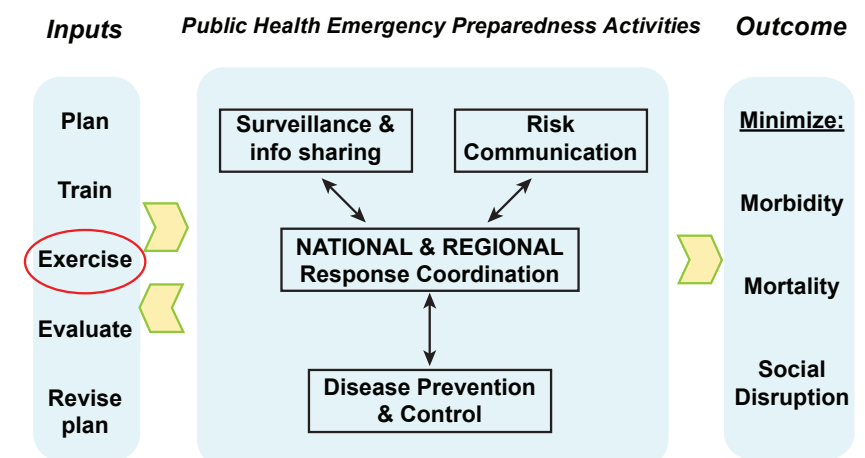 Inputs
Public Health Emergency Preparedness Activities
Outcome
Plan
Train
Exercise
Evaluate
Revise
plan
Surveillance &
info sharing
Risk
Communication
NATIONAL & REGIONAL
Response Coordination
Disease Prevention
& Control
Minimize:
Morbidity
Mortality
Social
Disruption